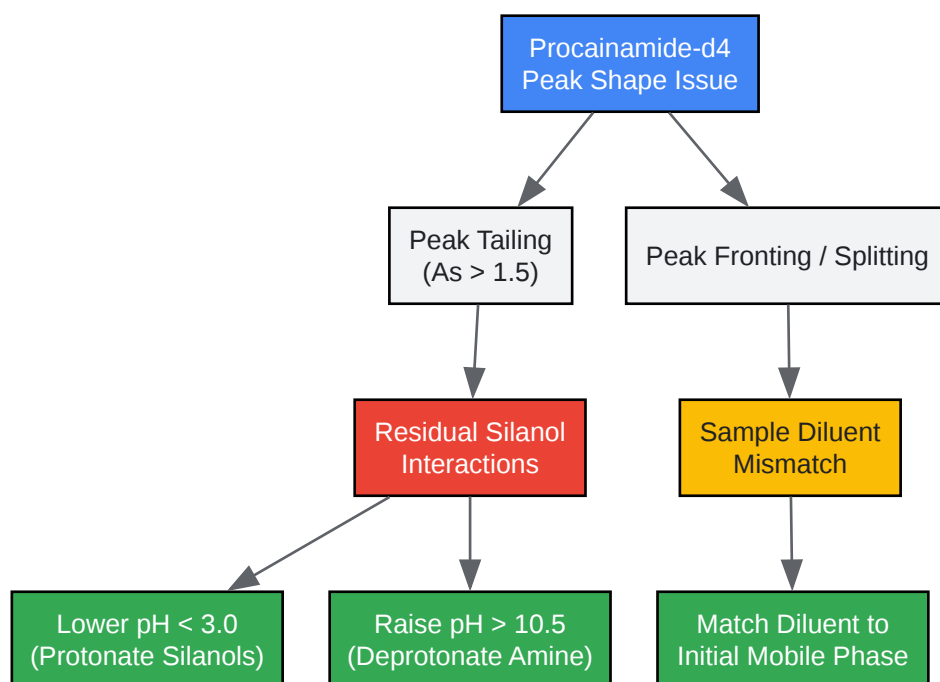 Procainamide-d4
Peak Shape Issue
Peak Tailing
(As > 1.5)
Peak Fronting / Splitting
Residual Silanol
Interactions
Sample Diluent
Mismatch
Lower pH < 3.0
(Protonate Silanols)
Raise pH > 10.5
(Deprotonate Amine)
Match Diluent to
Initial Mobile Phase